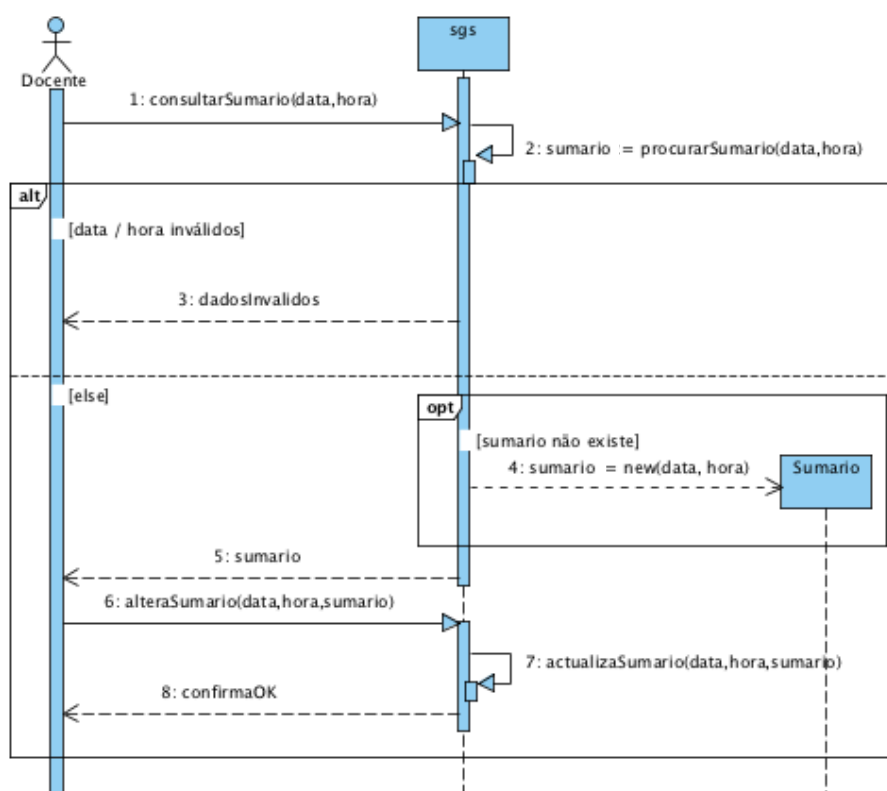 sgs
Docente
1: consultarSumario(data,hora)
2: sumario := procurarSumario(data,hora)
alt
[data / hora inválidos]
3: dadosInvalidos
[else]
opt
[sumario não existe]
4: sumario = new(data, hora)
Sumario
5: sumario
6: alteraSumario(data,hora,sumario)
7: actualizaSumario(data,hora,sumario)
8: confirmaOK